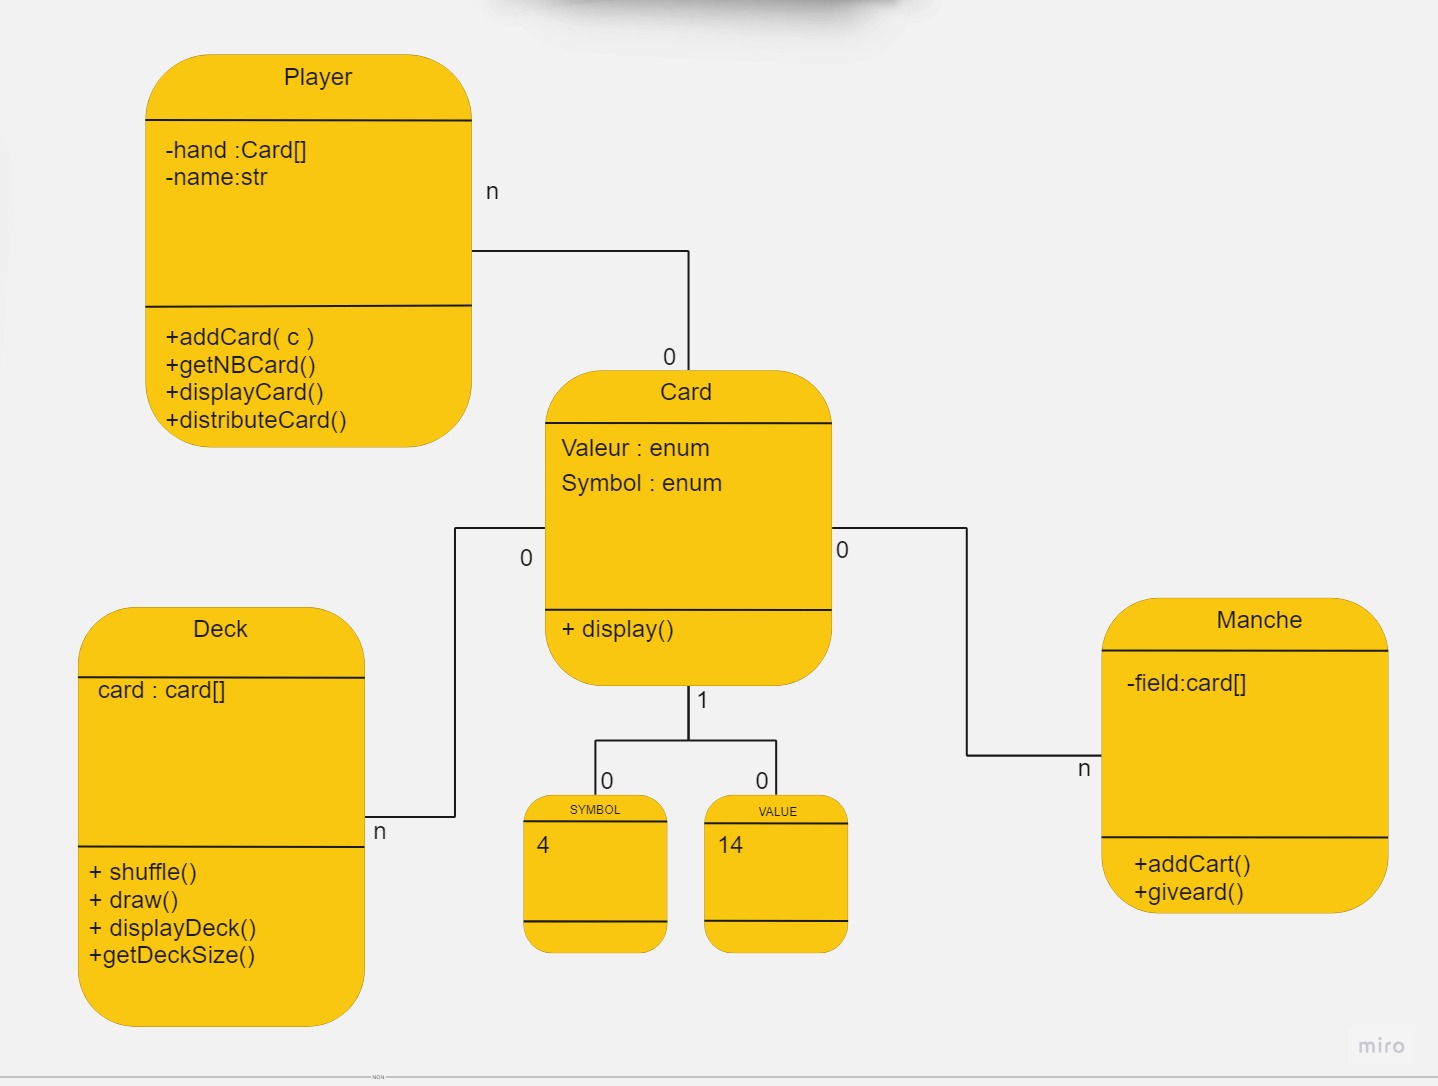 Player
-hand :Card[]
-name:str
n
+addCard( c )
+getNBCard()
+displayCard()
+distributeCard()
0
Card
Valeur : enum
Symbol : enum
0
0
+ display()
Deck
card : card[]
n
+ shuffle()
+ draw()
+ displayDeck()
+getDeckSize()
1
0
0
SYMBOL
4
VALUE
14
Manche
-field:card[]
n
+addCart()
+giveard()
miro
NON